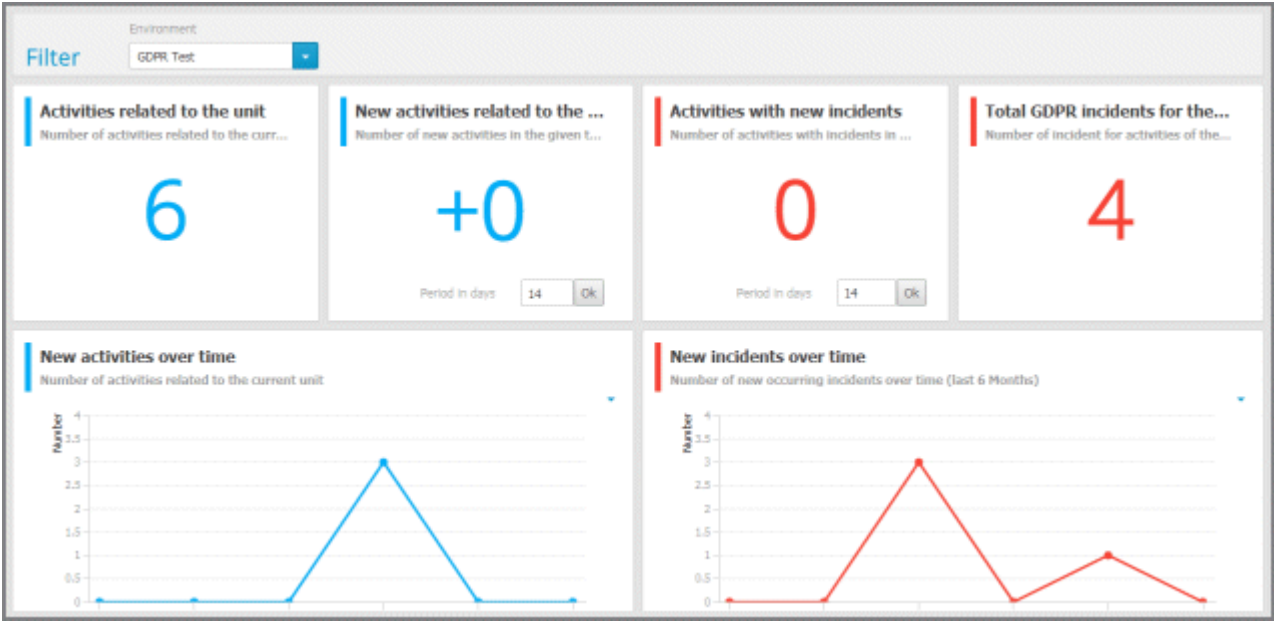 Environment
Filter
GDPR Test
Activities related to the unit
Number of activities related to the curr...
6
New activities related to the ...
Number of new activities in the given t...
+0
Period in days
14
Ok
Activities with new incidents
Number of activities with incidents in ...
0
Period in days
14
Ok
Total GDPR incidents for the...
Number of incident for activities of the...
4
New activities over time
Number of activities related to the current unit
Number
4
3.5
3
2.5
2
1.5
1
0.5
0
New incidents over time
Number of new occurring incidents over time (last 6 Months)
Number
4
3.5
3
2.5
2
1.5
1
0.5
0